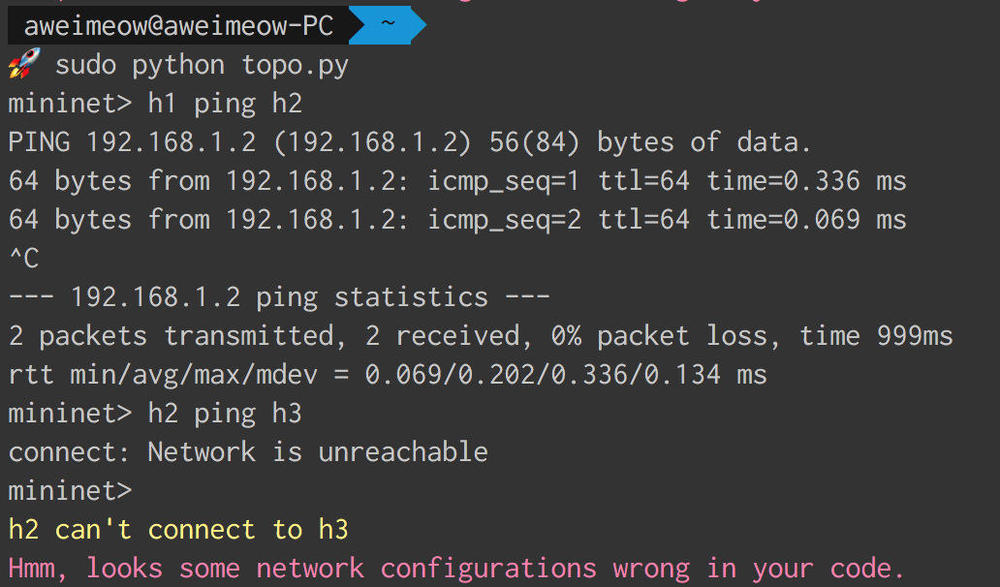 aweimeow@aweimeow-PC ~
🚀 sudo python topo.py
mininet> h1 ping h2
PING 192.168.1.2 (192.168.1.2) 56(84) bytes of data.
64 bytes from 192.168.1.2: icmp_seq=1 ttl=64 time=0.336 ms
64 bytes from 192.168.1.2: icmp_seq=2 ttl=64 time=0.069 ms
^C
--- 192.168.1.2 ping statistics ---
2 packets transmitted, 2 received, 0% packet loss, time 999ms
rtt min/avg/max/mdev = 0.069/0.202/0.336/0.134 ms
mininet> h2 ping h3
connect: Network is unreachable
mininet>
h2 can't connect to h3
Hmm, looks some network configurations wrong in your code.